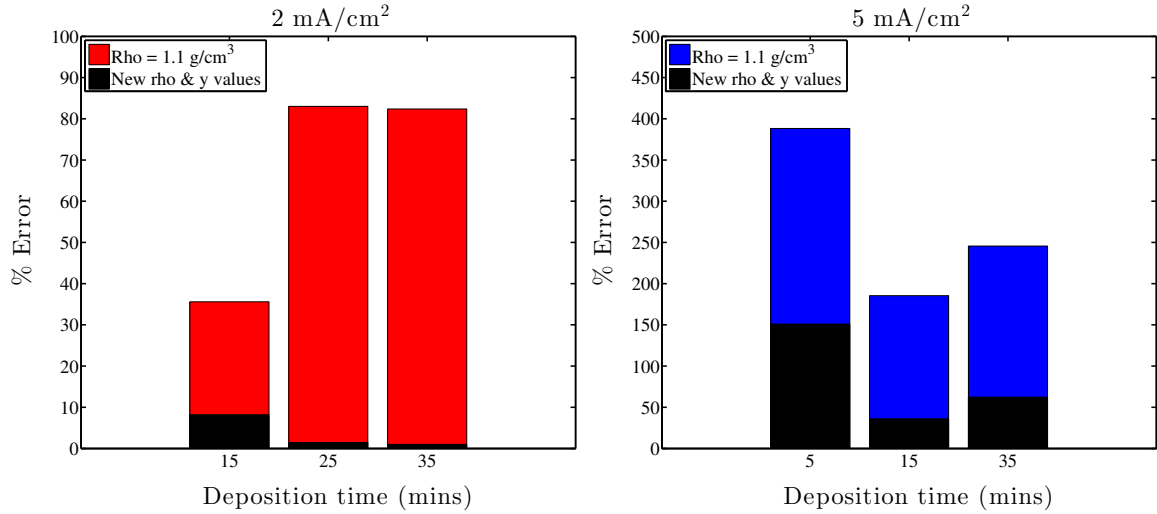 2 mA/cm²
100
90
80
70
60
50
40
30
20
10
0
% Error
Rho = 1.1 g/cm³
New rho & y values
15 25 35
Deposition time (mins)
5 mA/cm²
500
450
400
350
300
250
200
150
100
50
0
% Error
Rho = 1.1 g/cm³
New rho & y values
5 15 35
Deposition time (mins)